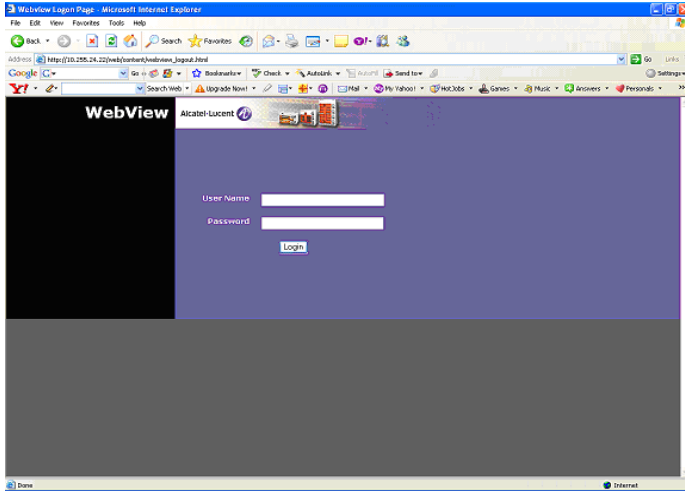 Webview Logon Page - Microsoft Internet Explorer
File Edit View Favorites Tools Help
Back Search Favorites
Address http://10.255.24.22/web/content/webview_logout.html Go Links
Google G Go Bookmarks Check AutoLink AutoFill Send to Settings
Y! Search Web Upgrade Now! Mail My Yahoo! HotJobs Games Music Answers Personals
WebView Alcatel-Lucent
User Name
Password
Login
Done Internet